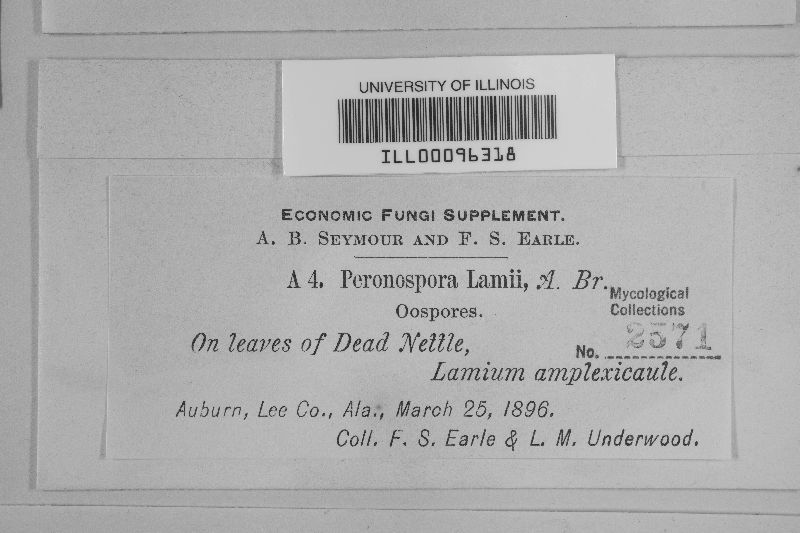 UNIVERSITY OF ILLINOIS
ILL00096318
ECONOMIC FUNGI SUPPLEMENT.
A. B. SEYMOUR AND F. S. EARLE.
A 4. Peronospora Lamii, A. Br.
Oospores.
Mycological
Collections
No. 2571
On leaves of Dead Nettle,
Lamium amplexicaule.
Auburn, Lee Co., Ala., March 25, 1896.
Coll. F. S. Earle & L. M. Underwood.